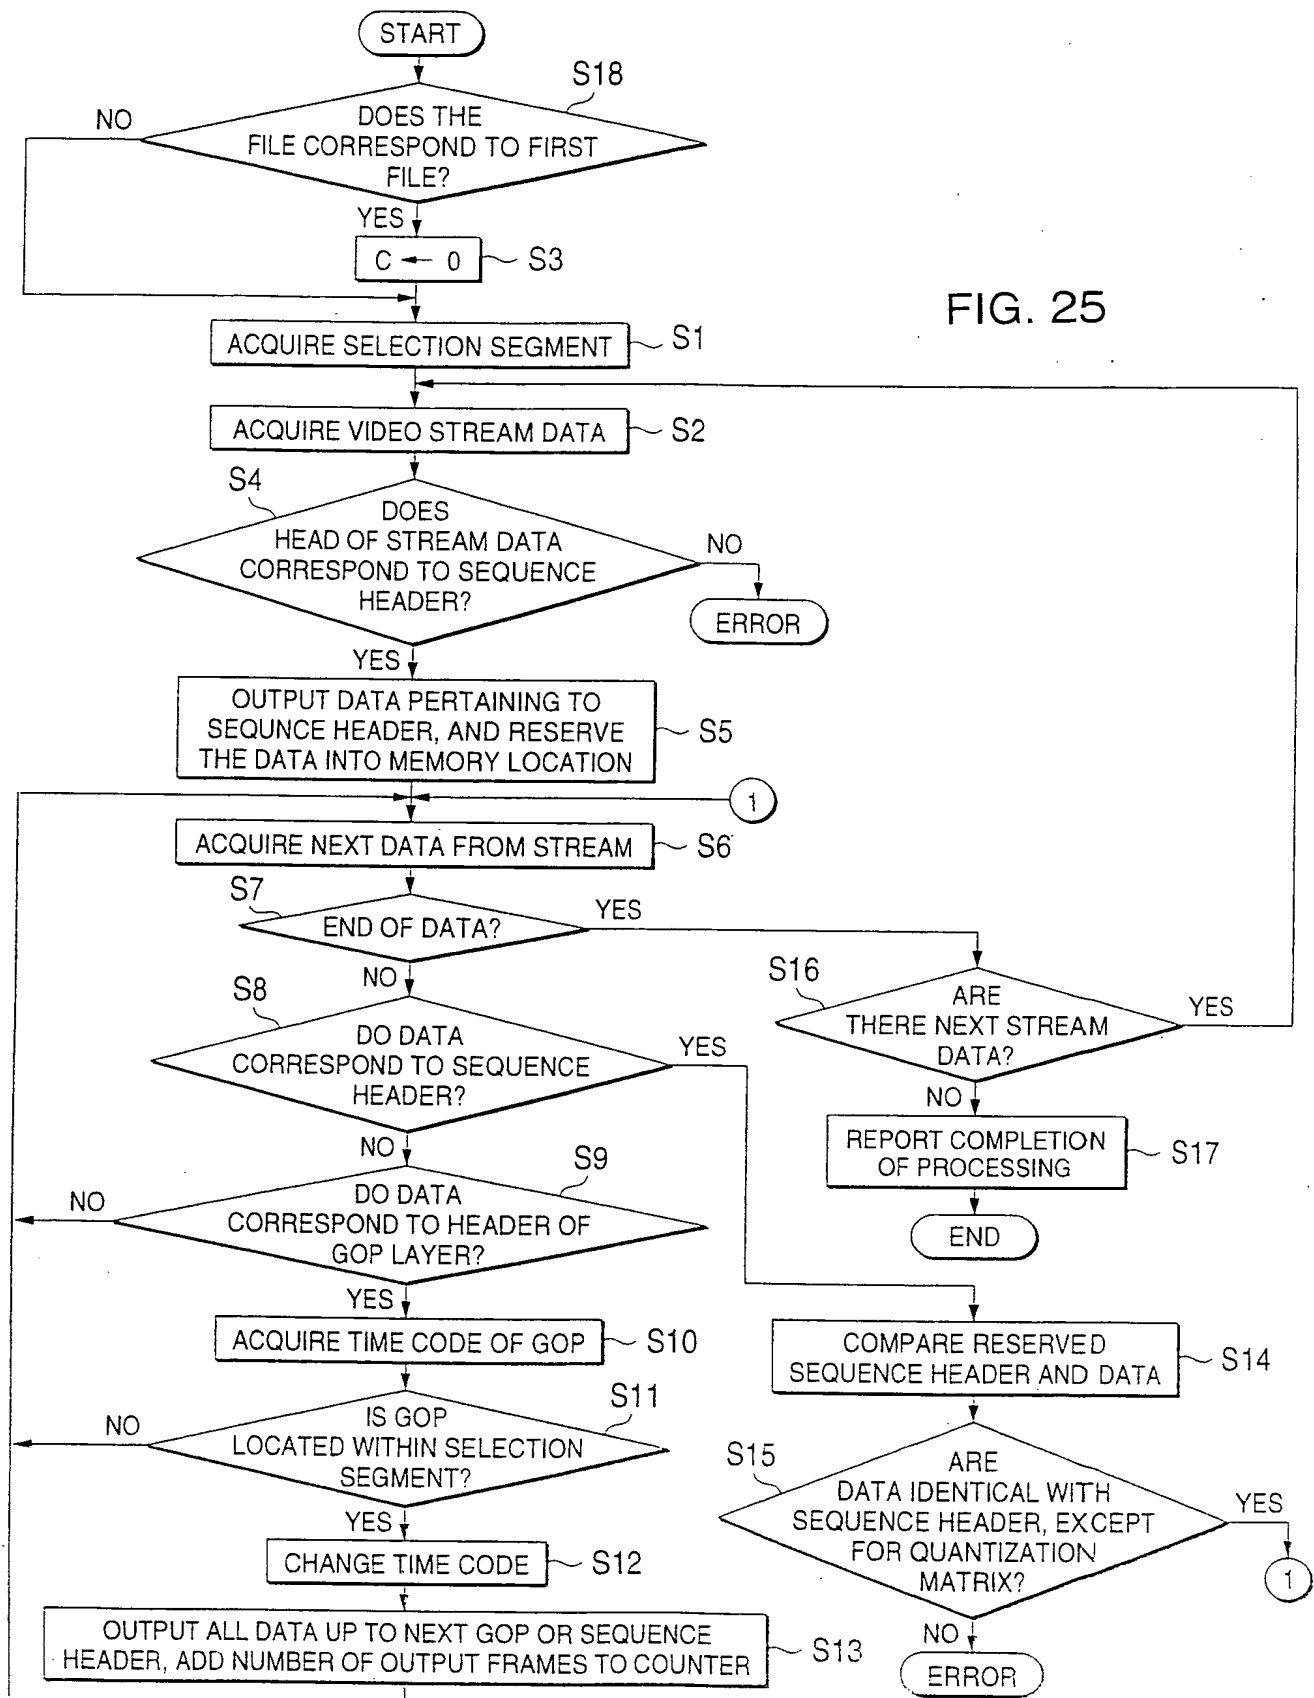 START
S18
NO
DOES THE
FILE CORRESPOND TO FIRST
FILE?
YES
C ← 0
S3
FIG. 25
ACQUIRE SELECTION SEGMENT
S1
ACQUIRE VIDEO STREAM DATA
S2
S4
DOES
HEAD OF STREAM DATA
CORRESPOND TO SEQUENCE
HEADER?
NO
ERROR
YES
OUTPUT DATA PERTAINING TO
SEQUNCE HEADER, AND RESERVE
THE DATA INTO MEMORY LOCATION
S5
1
ACQUIRE NEXT DATA FROM STREAM
S6
S7
END OF DATA?
YES
NO
S16
ARE
THERE NEXT STREAM
DATA?
YES
NO
REPORT COMPLETION
OF PROCESSING
S17
END
S8
DO DATA
CORRESPOND TO SEQUENCE
HEADER?
YES
NO
S9
NO
DO DATA
CORRESPOND TO HEADER OF
GOP LAYER?
YES
ACQUIRE TIME CODE OF GOP
S10
COMPARE RESERVED
SEQUENCE HEADER AND DATA
S14
S11
NO
IS GOP
LOCATED WITHIN SELECTION
SEGMENT?
YES
S15
ARE
DATA IDENTICAL WITH
SEQUENCE HEADER, EXCEPT
FOR QUANTIZATION
MATRIX?
YES
1
NO
ERROR
CHANGE TIME CODE
S12
OUTPUT ALL DATA UP TO NEXT GOP OR SEQUENCE
HEADER, ADD NUMBER OF OUTPUT FRAMES TO COUNTER
S13